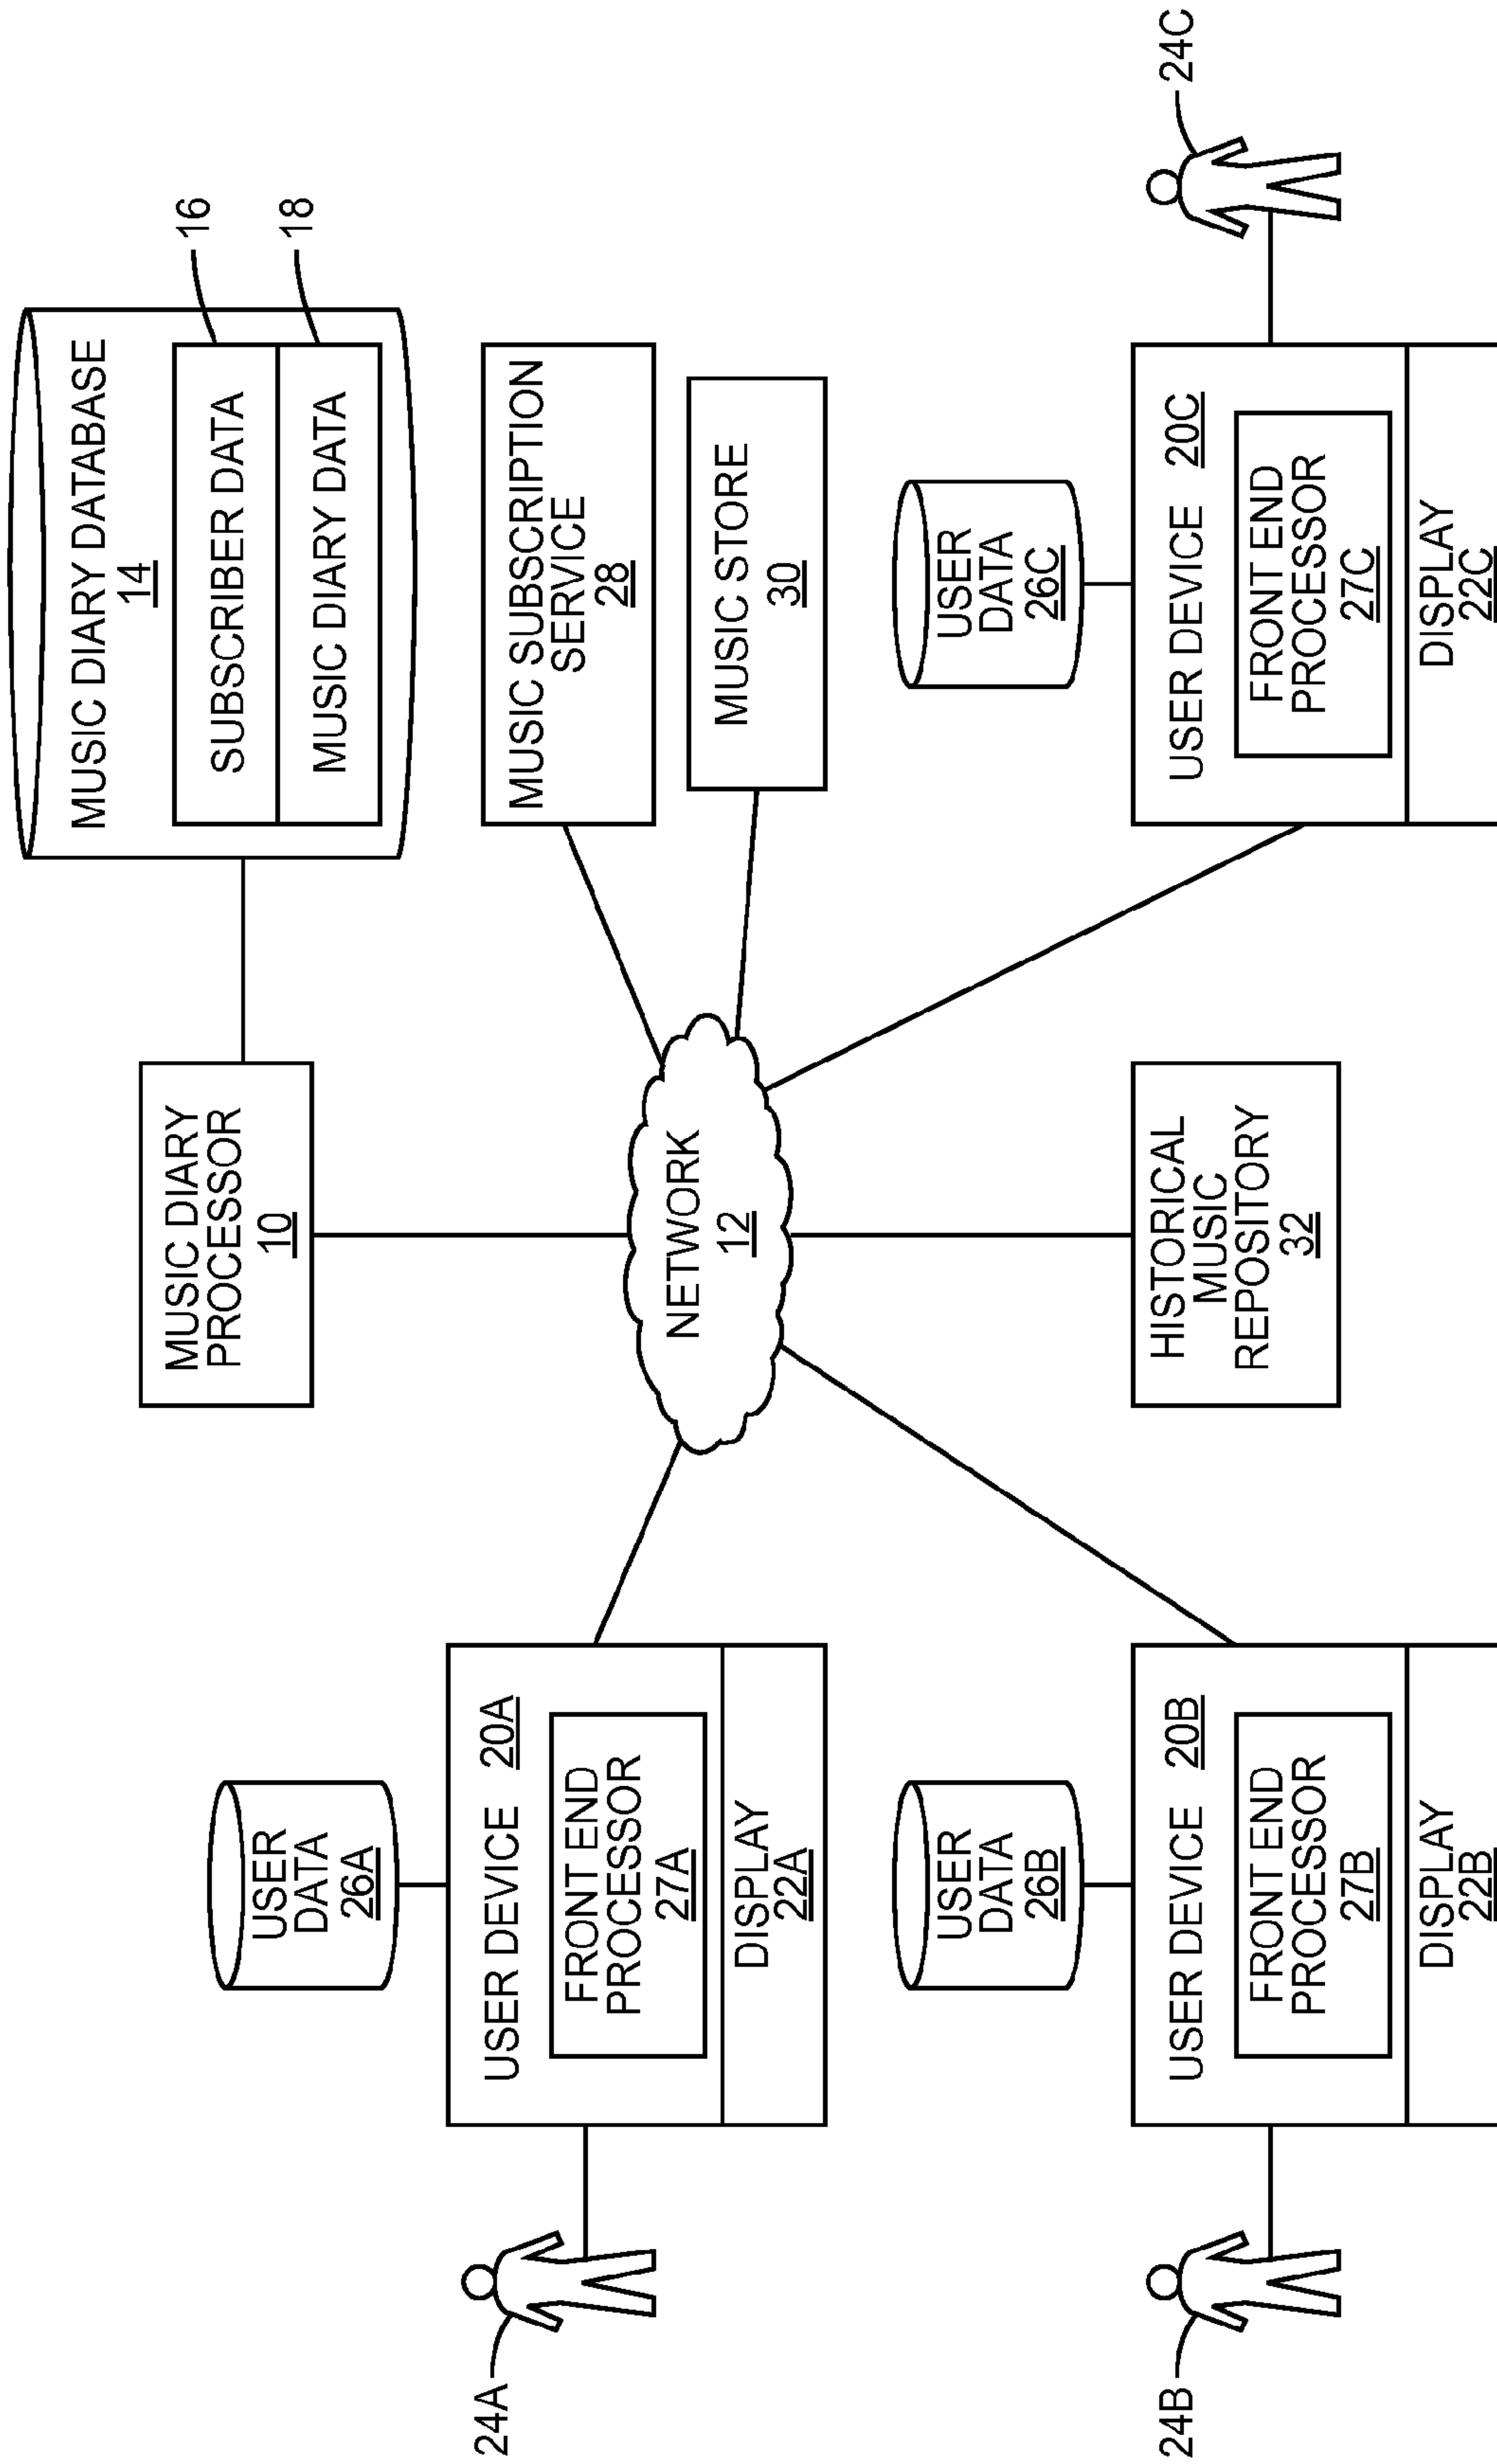 MUSIC DIARY DATABASE
14
SUBSCRIBER DATA
16
MUSIC DIARY DATA
18
MUSIC DIARY
PROCESSOR
10
MUSIC SUBSCRIPTION
SERVICE
28
MUSIC STORE
30
NETWORK
12
USER
DATA
26A
USER DEVICE 20A
FRONT END
PROCESSOR
27A
DISPLAY
22A
24A
USER
DATA
26B
USER DEVICE 20B
FRONT END
PROCESSOR
27B
DISPLAY
22B
24B
HISTORICAL
MUSIC
REPOSITORY
32
USER
DATA
26C
USER DEVICE 20C
FRONT END
PROCESSOR
27C
DISPLAY
22C
24C